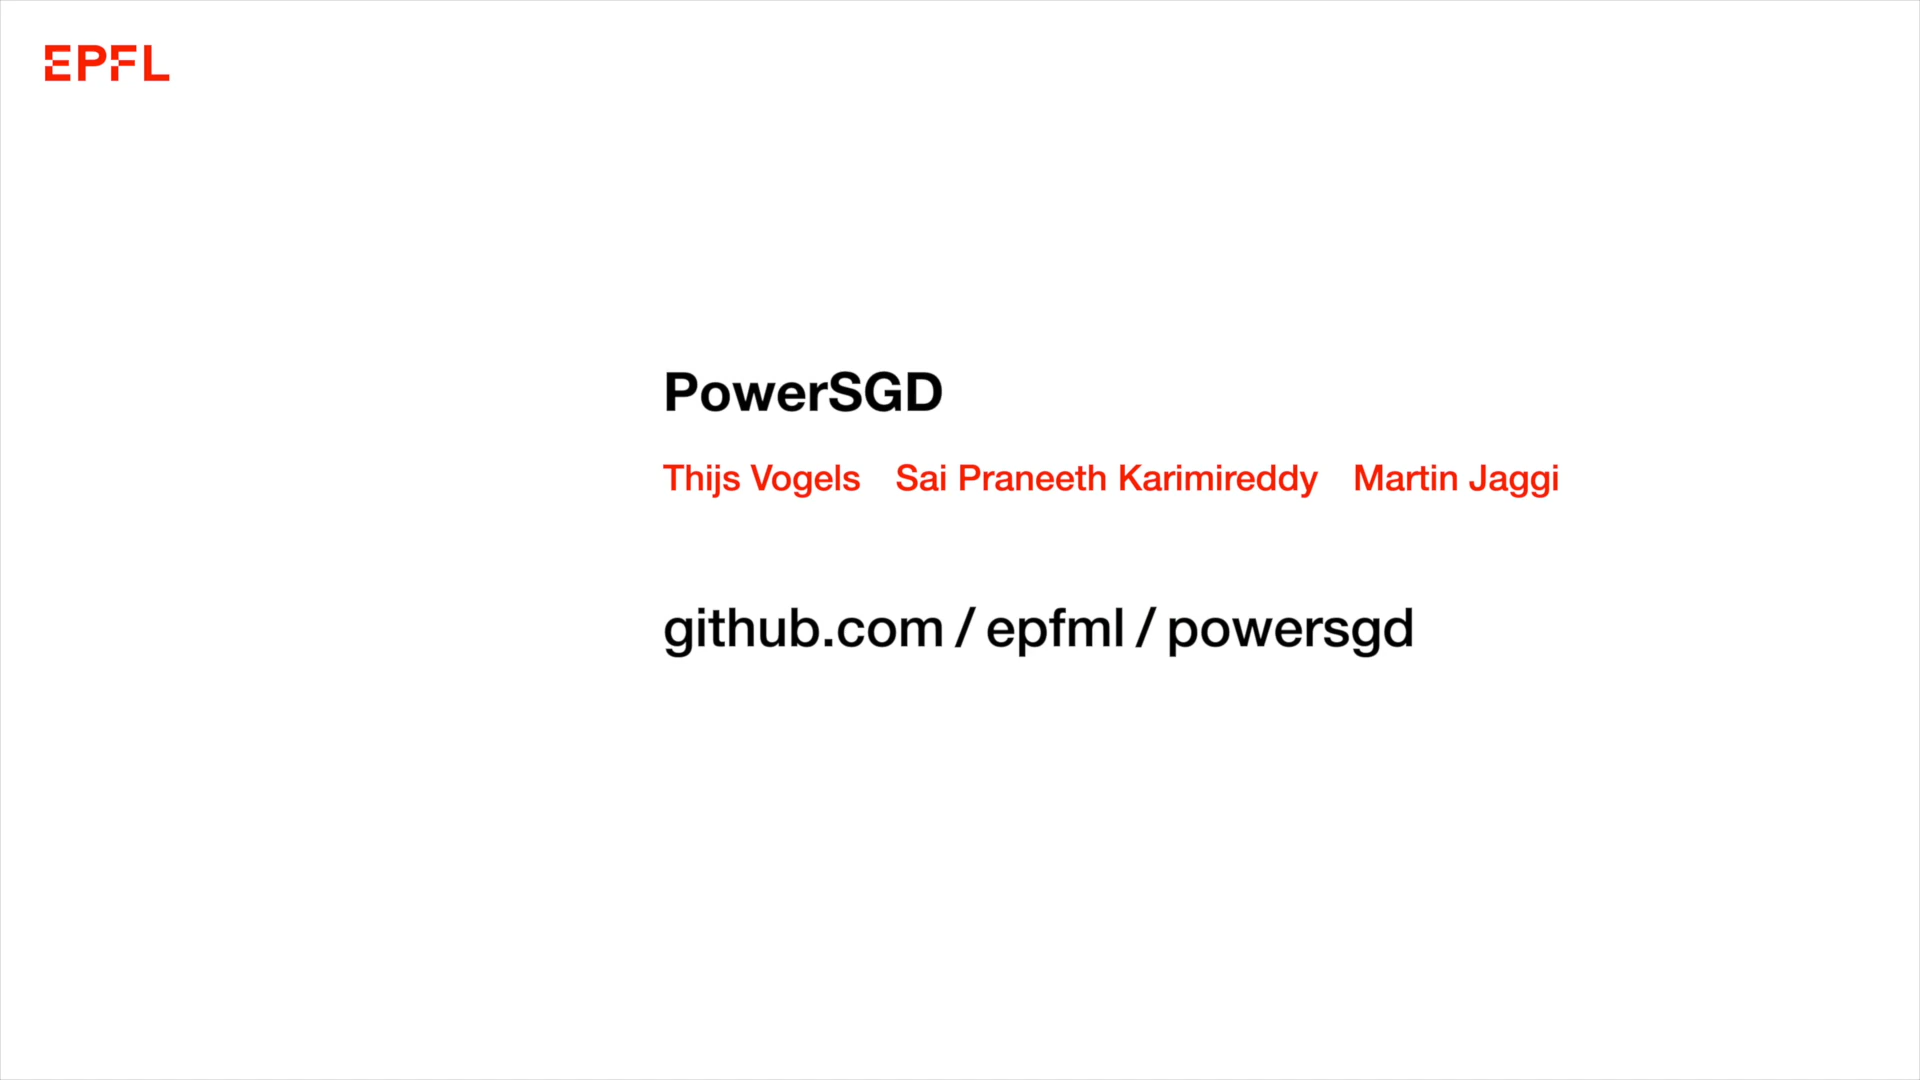 EPFL
PowerSGD
Thijs Vogels Sai Praneeth Karimireddy Martin Jaggi
github.com / epfml / powersgd